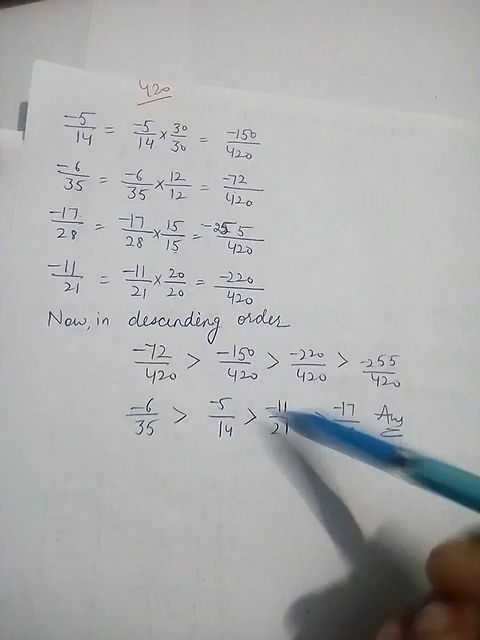 420
-5/14 = -5/14 × 30/30 = -150/420
-6/35 = -6/35 × 12/12 = -72/420
-17/28 = -17/28 × 15/15 = -255/420
-11/21 = -11/21 × 20/20 = -220/420
Now, in descending order
-72/420 > -150/420 > -220/420 > -255/420
-6/35 > -5/14 > -11/21 > -17 Ans